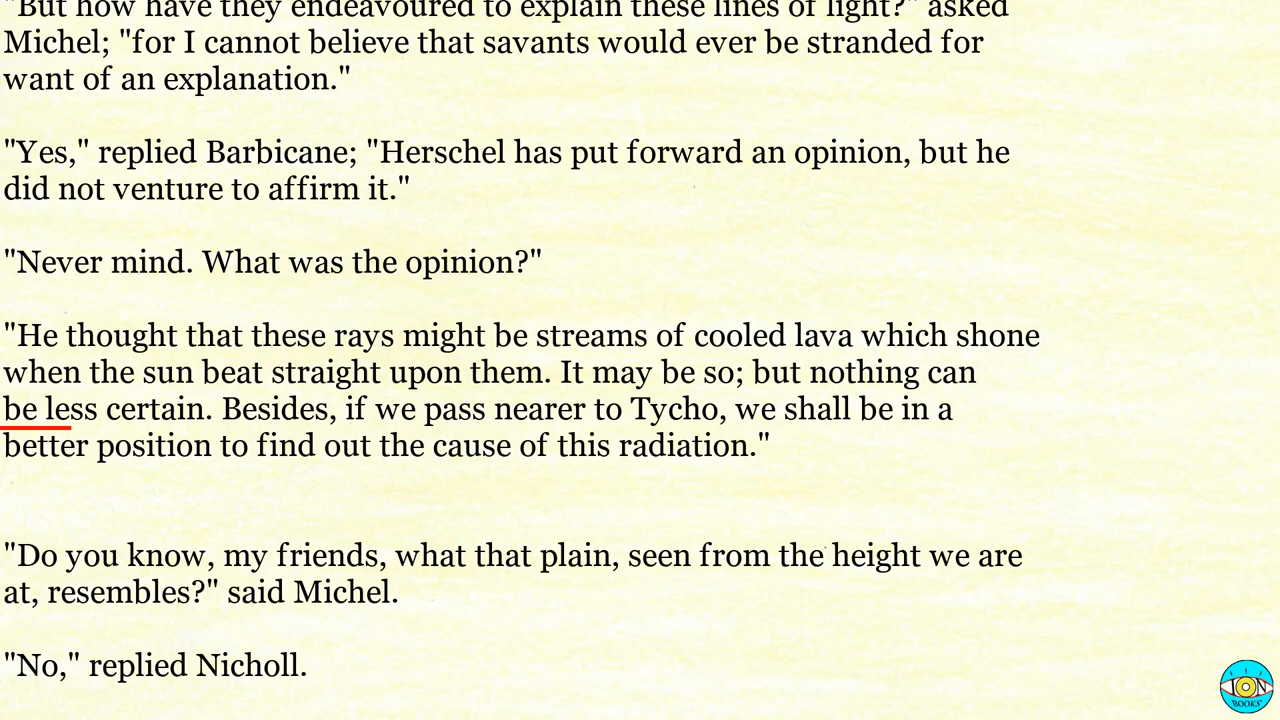 "But how have they endeavoured to explain these lines of light?" asked
Michel; "for I cannot believe that savants would ever be stranded for
want of an explanation."
"Yes," replied Barbicane; "Herschel has put forward an opinion, but he
did not venture to affirm it."
"Never mind. What was the opinion?"
"He thought that these rays might be streams of cooled lava which shone
when the sun beat straight upon them. It may be so; but nothing can
be less certain. Besides, if we pass nearer to Tycho, we shall be in a
better position to find out the cause of this radiation."
"Do you know, my friends, what that plain, seen from the height we are
at, resembles?" said Michel.
"No," replied Nicholl.
ION
BOOKS